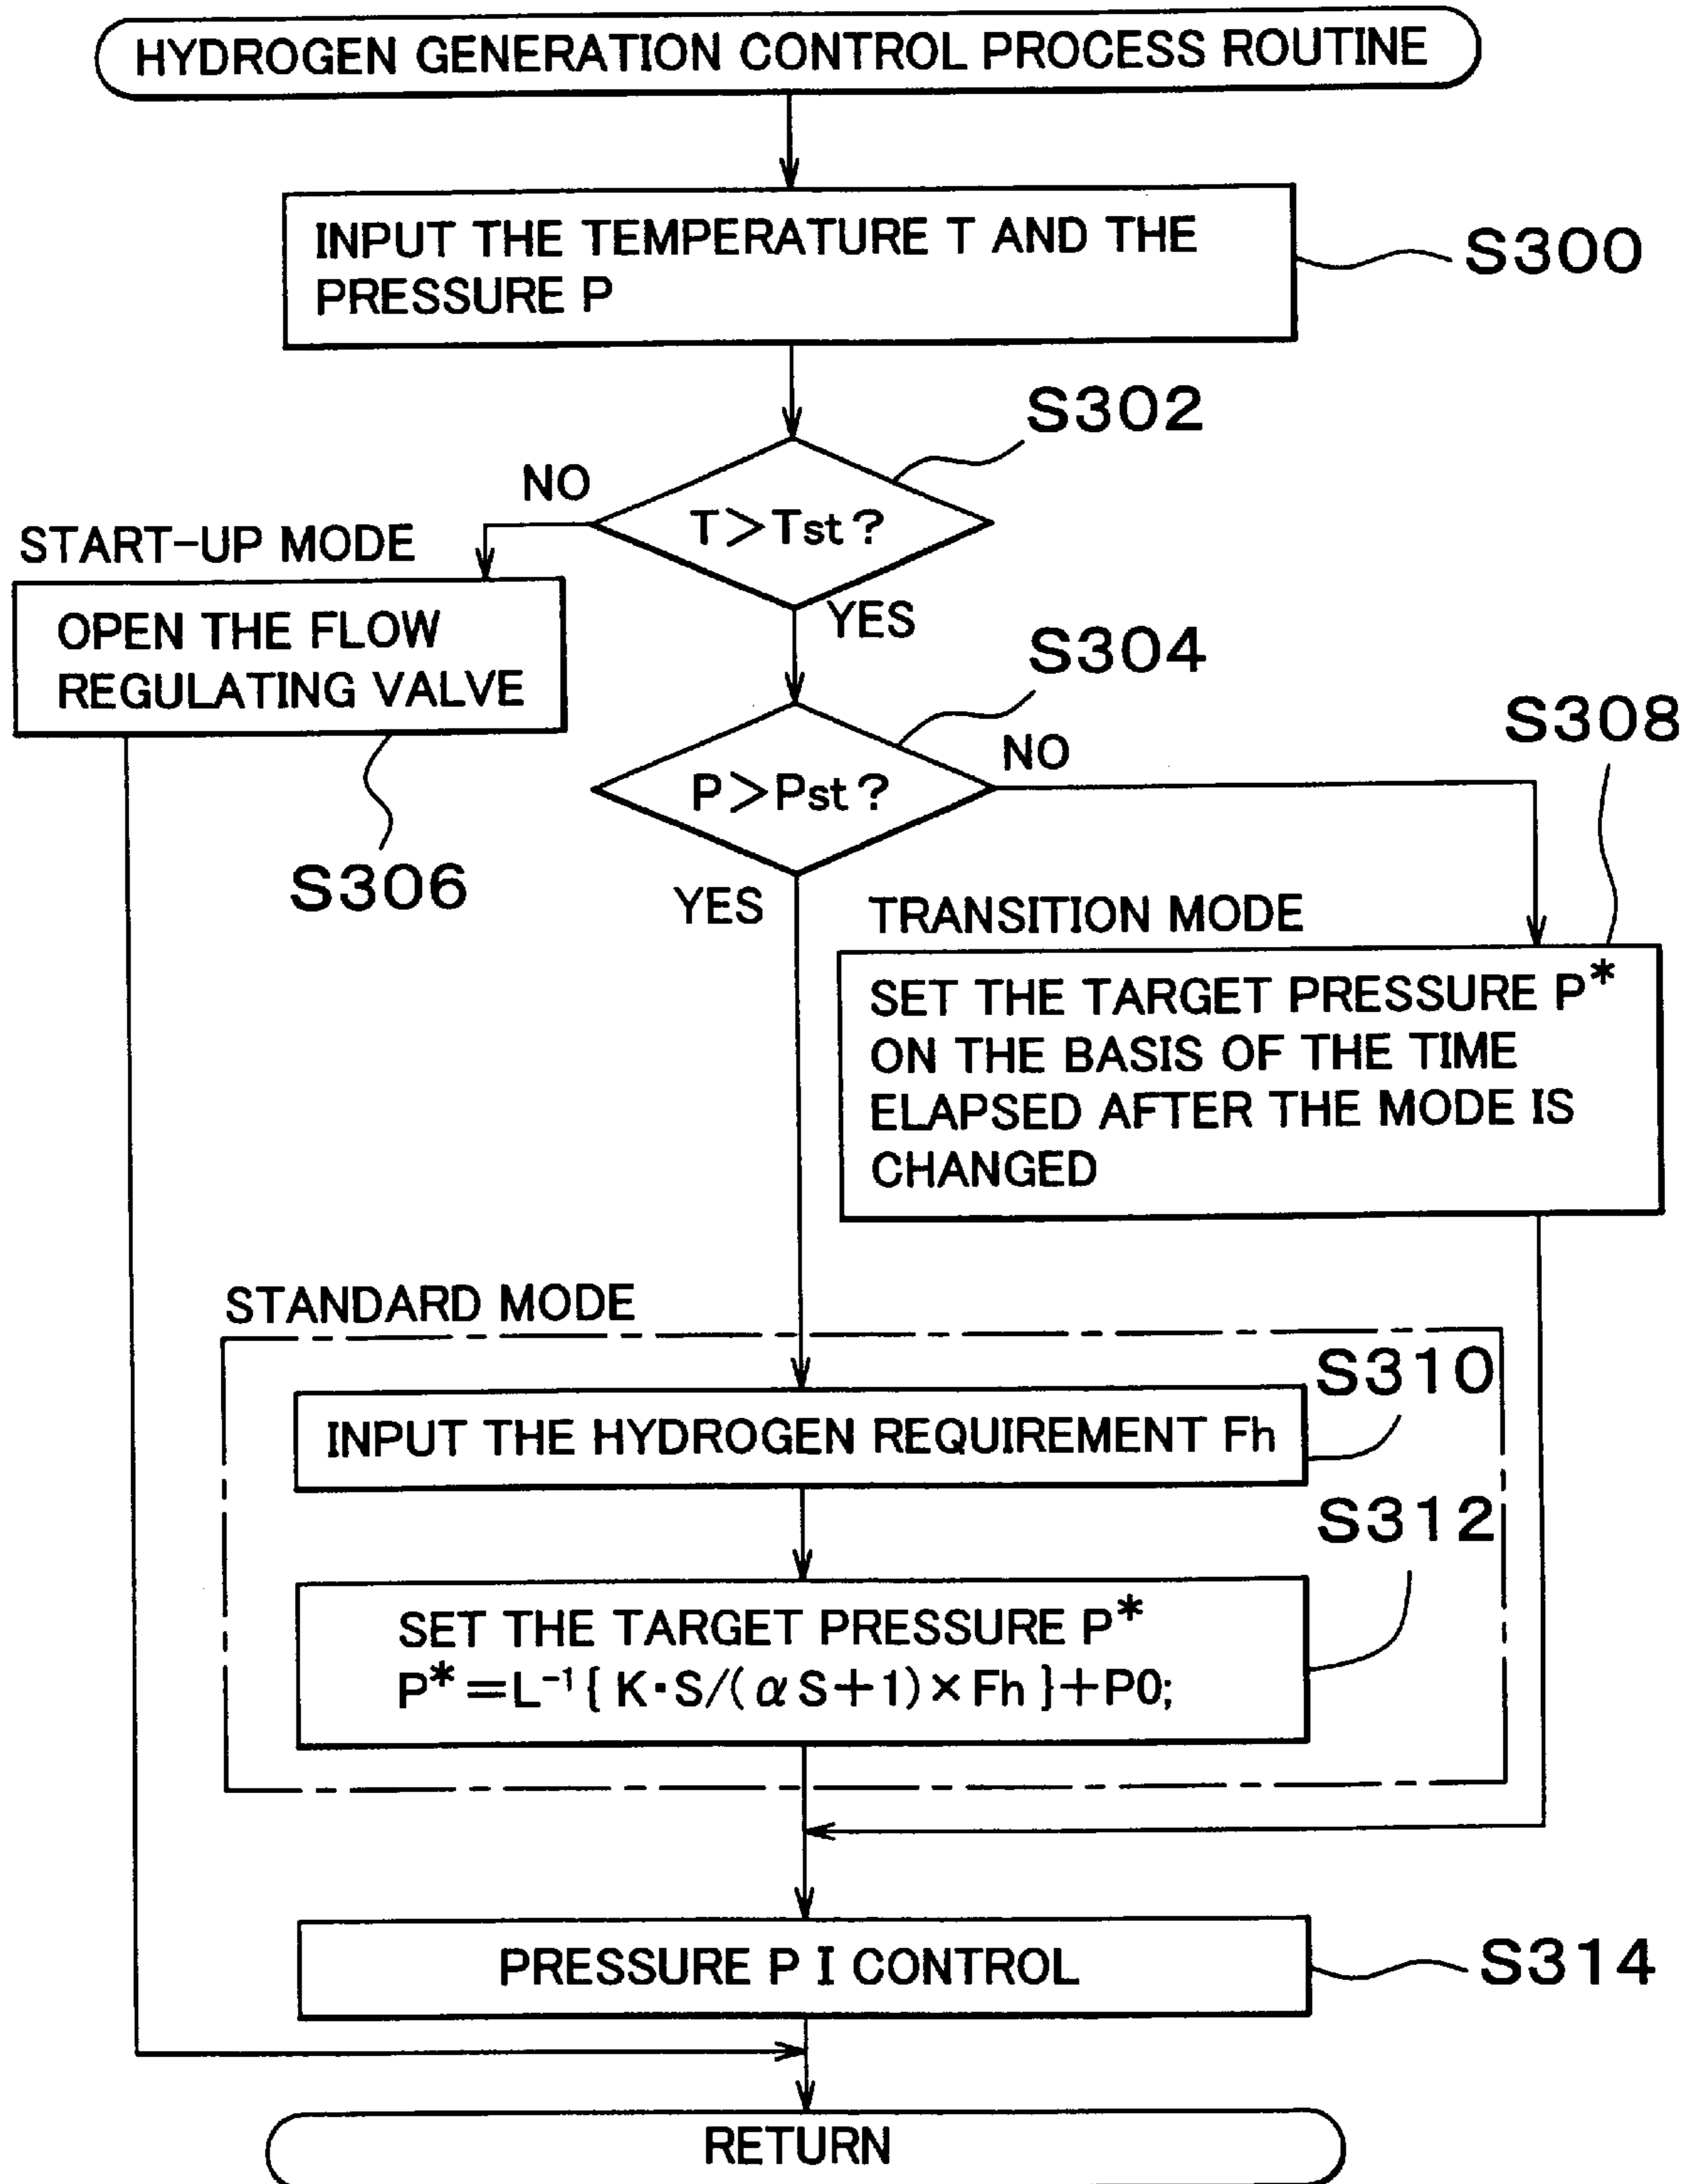 HYDROGEN GENERATION CONTROL PROCESS ROUTINE
INPUT THE TEMPERATURE T AND THE
PRESSURE P
S300
S302
NO
T>Tst?
START-UP MODE
YES
OPEN THE FLOW
REGULATING VALVE
S304
S308
NO
P>Pst?
S306
YES
TRANSITION MODE
SET THE TARGET PRESSURE P*
ON THE BASIS OF THE TIME
ELAPSED AFTER THE MODE IS
CHANGED
STANDARD MODE
S310
INPUT THE HYDROGEN REQUIREMENT Fh
S312
SET THE TARGET PRESSURE P*
P*=L⁻¹{K·S/(αS+1)×Fh}+P0;
PRESSURE P I CONTROL
S314
RETURN